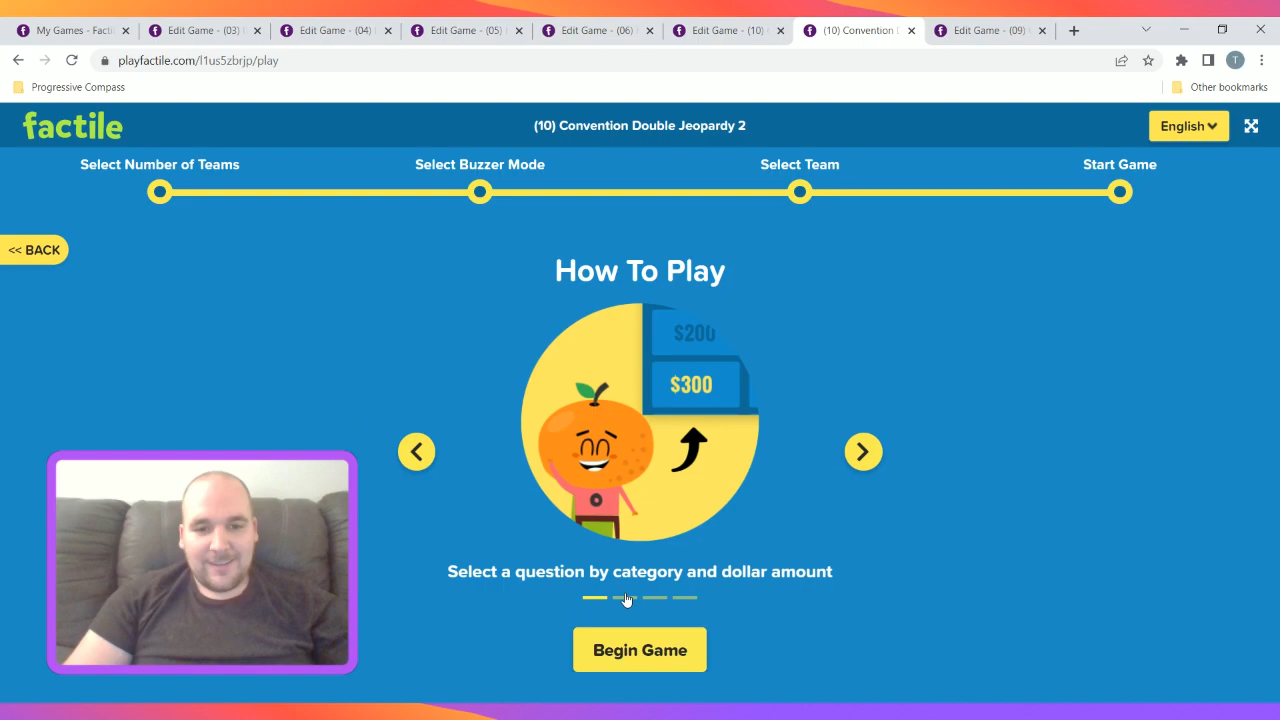 My Games - Facti
Edit Game - (03)
Edit Game - (04)
Edit Game - (05)
Edit Game - (06)
Edit Game - (10)
(10) Convention
Edit Game - (09)
playfactile.com/l1us5zbrjp/play
T
Progressive Compass
Other bookmarks
factile
(10) Convention Double Jeopardy 2
English
Select Number of Teams
Select Buzzer Mode
Select Team
Start Game
<< BACK
How To Play
$200
$300
Select a question by category and dollar amount
Begin Game